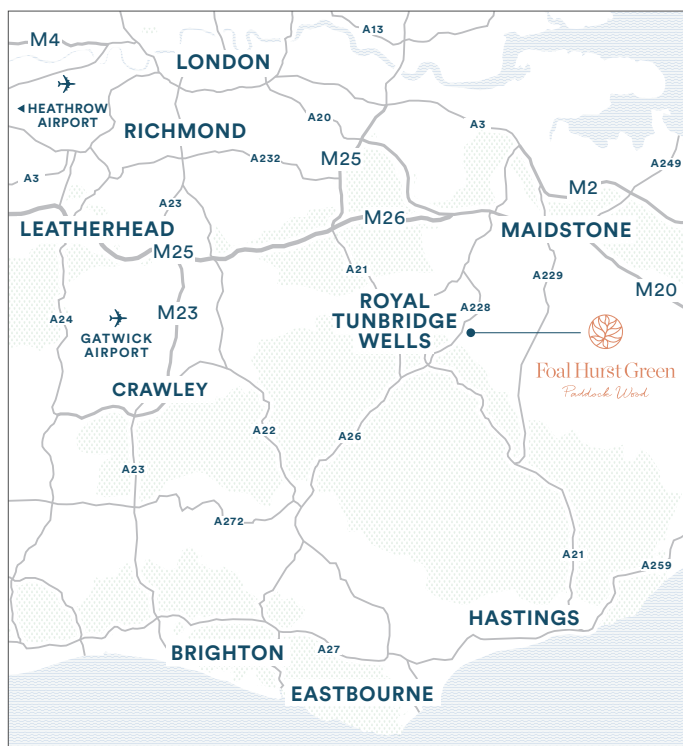 M4
A13
LONDON
◀ HEATHROW
AIRPORT
A20
A3
RICHMOND
M25
A232
A249
A3
A23
M2
LEATHERHEAD
M26
MAIDSTONE
M25
A21
A229
M20
ROYAL
TUNBRIDGE
WELLS
A228
A24
M23
GATWICK
AIRPORT
Foal Hurst Green
Paddock Wood
CRAWLEY
A22
A26
A23
A272
A21
A259
HASTINGS
BRIGHTON
A27
EASTBOURNE